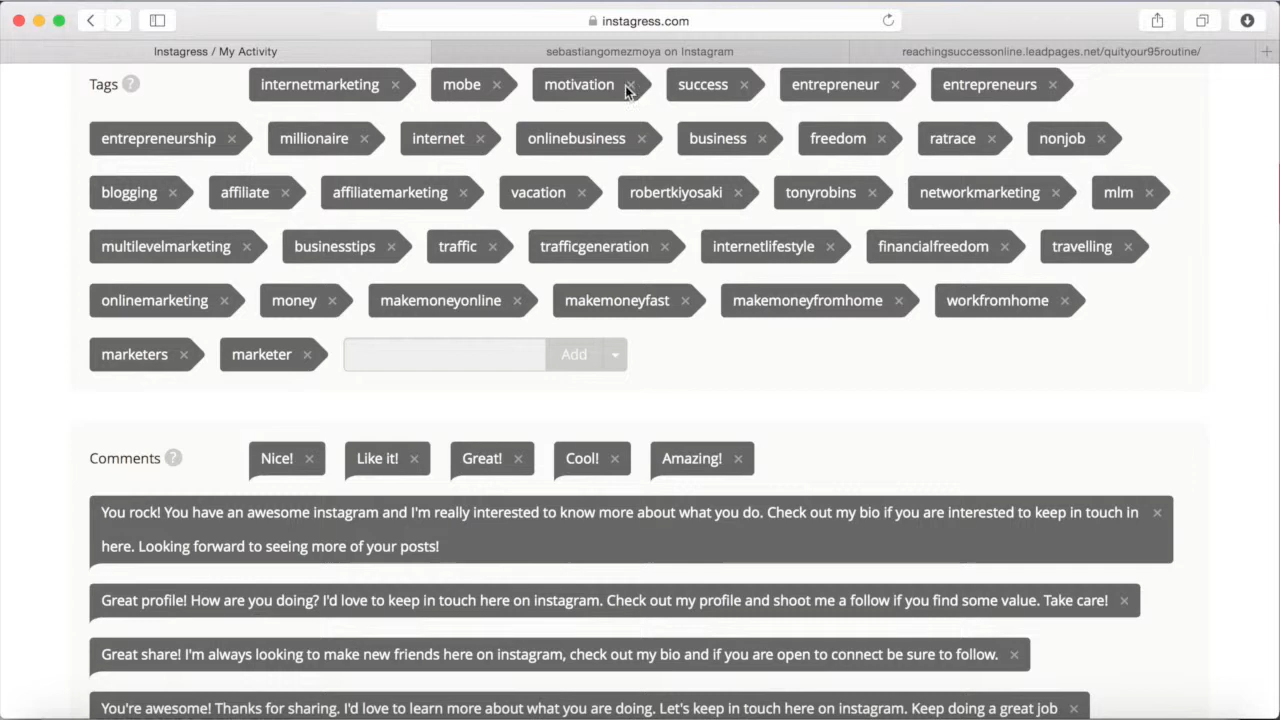 instagress.com
Instagress / My Activity sebastiangomezmoya on Instagram reachingsuccessonline.leadpages.net/quityour95routine/
Tags ? internetmarketing × mobe × motivation × success × entrepreneur × entrepreneurs ×
entrepreneurship × millionaire × internet × onlinebusiness × business × freedom × ratrace × nonjob ×
blogging × affiliate × affiliatemarketing × vacation × robertkiyosaki × tonyrobins × networkmarketing × mlm ×
multilevelmarketing × businesstips × traffic × trafficgeneration × internetlifestyle × financialfreedom × travelling ×
onlinemarketing × money × makemoneyonline × makemoneyfast × makemoneyfromhome × workfromhome ×
marketers × marketer × Add
Comments ? Nice! × Like it! × Great! × Cool! × Amazing! ×
You rock! You have an awesome instagram and I'm really interested to know more about what you do. Check out my bio if you are interested to keep in touch in ×
here. Looking forward to seeing more of your posts!
Great profile! How are you doing? I'd love to keep in touch here on instagram. Check out my profile and shoot me a follow if you find some value. Take care! ×
Great share! I'm always looking to make new friends here on instagram, check out my bio and if you are open to connect be sure to follow. ×
You're awesome! Thanks for sharing. I'd love to learn more about what you are doing. Let's keep in touch here on instagram. Keep doing a great job ×